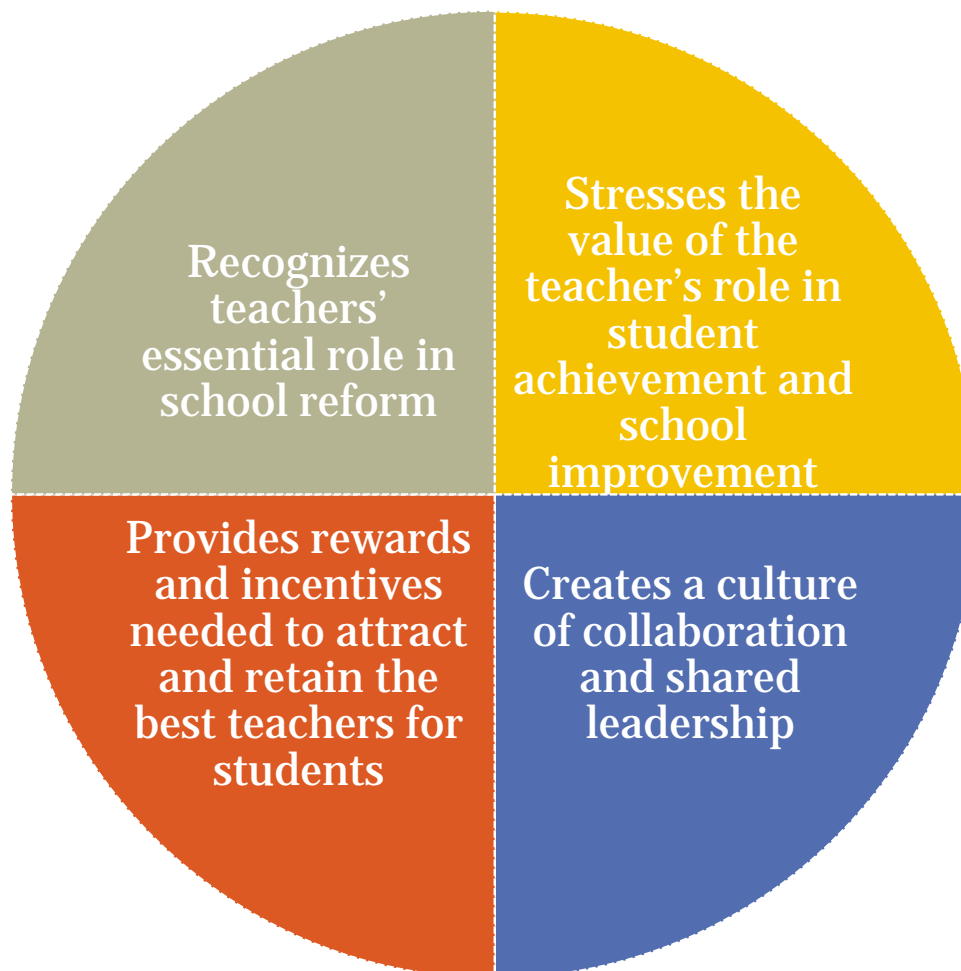 Recognizes
teachers’
essential role in
school reform
Stresses the
value of the
teacher’s role in
student
achievement and
school
improvement
Provides rewards
and incentives
needed to attract
and retain the
best teachers for
students
Creates a culture
of collaboration
and shared
leadership